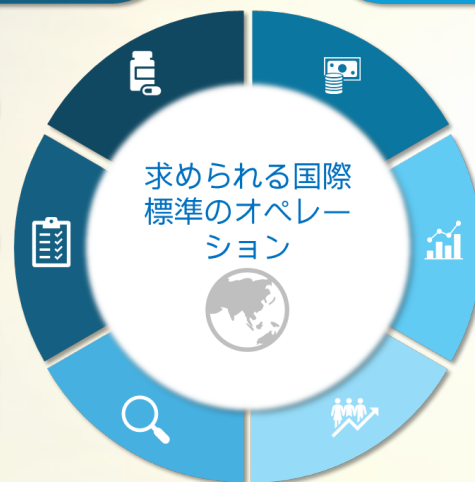 求められる国際
標準のオペレー
ション